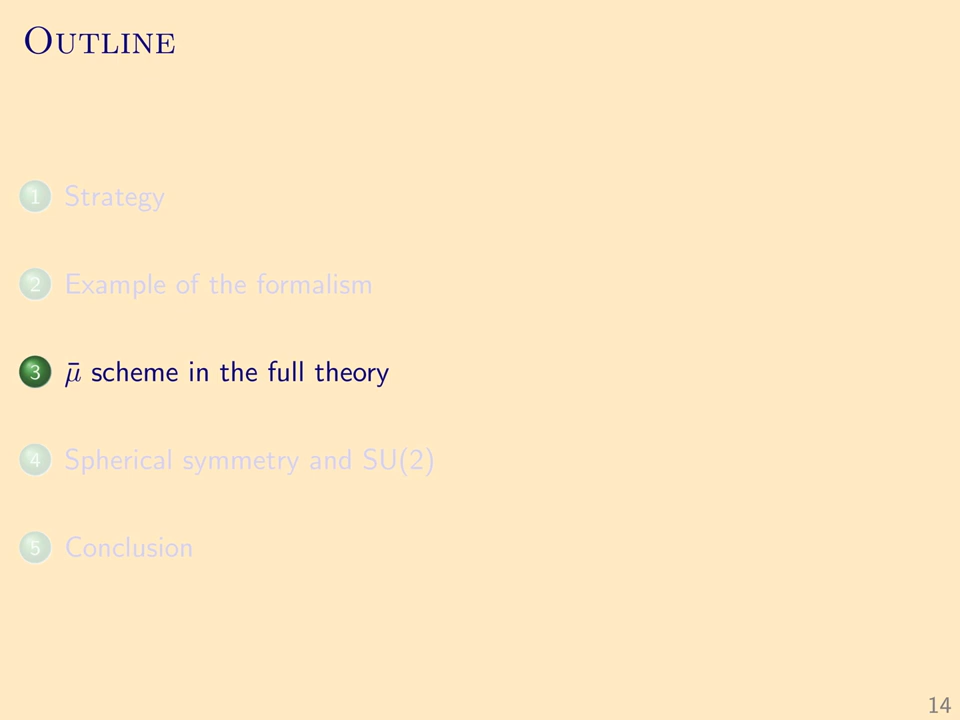 Outline
1 Strategy
2 Example of the formalism
3 μ̄ scheme in the full theory
4 Spherical symmetry and SU(2)
5 Conclusion
14